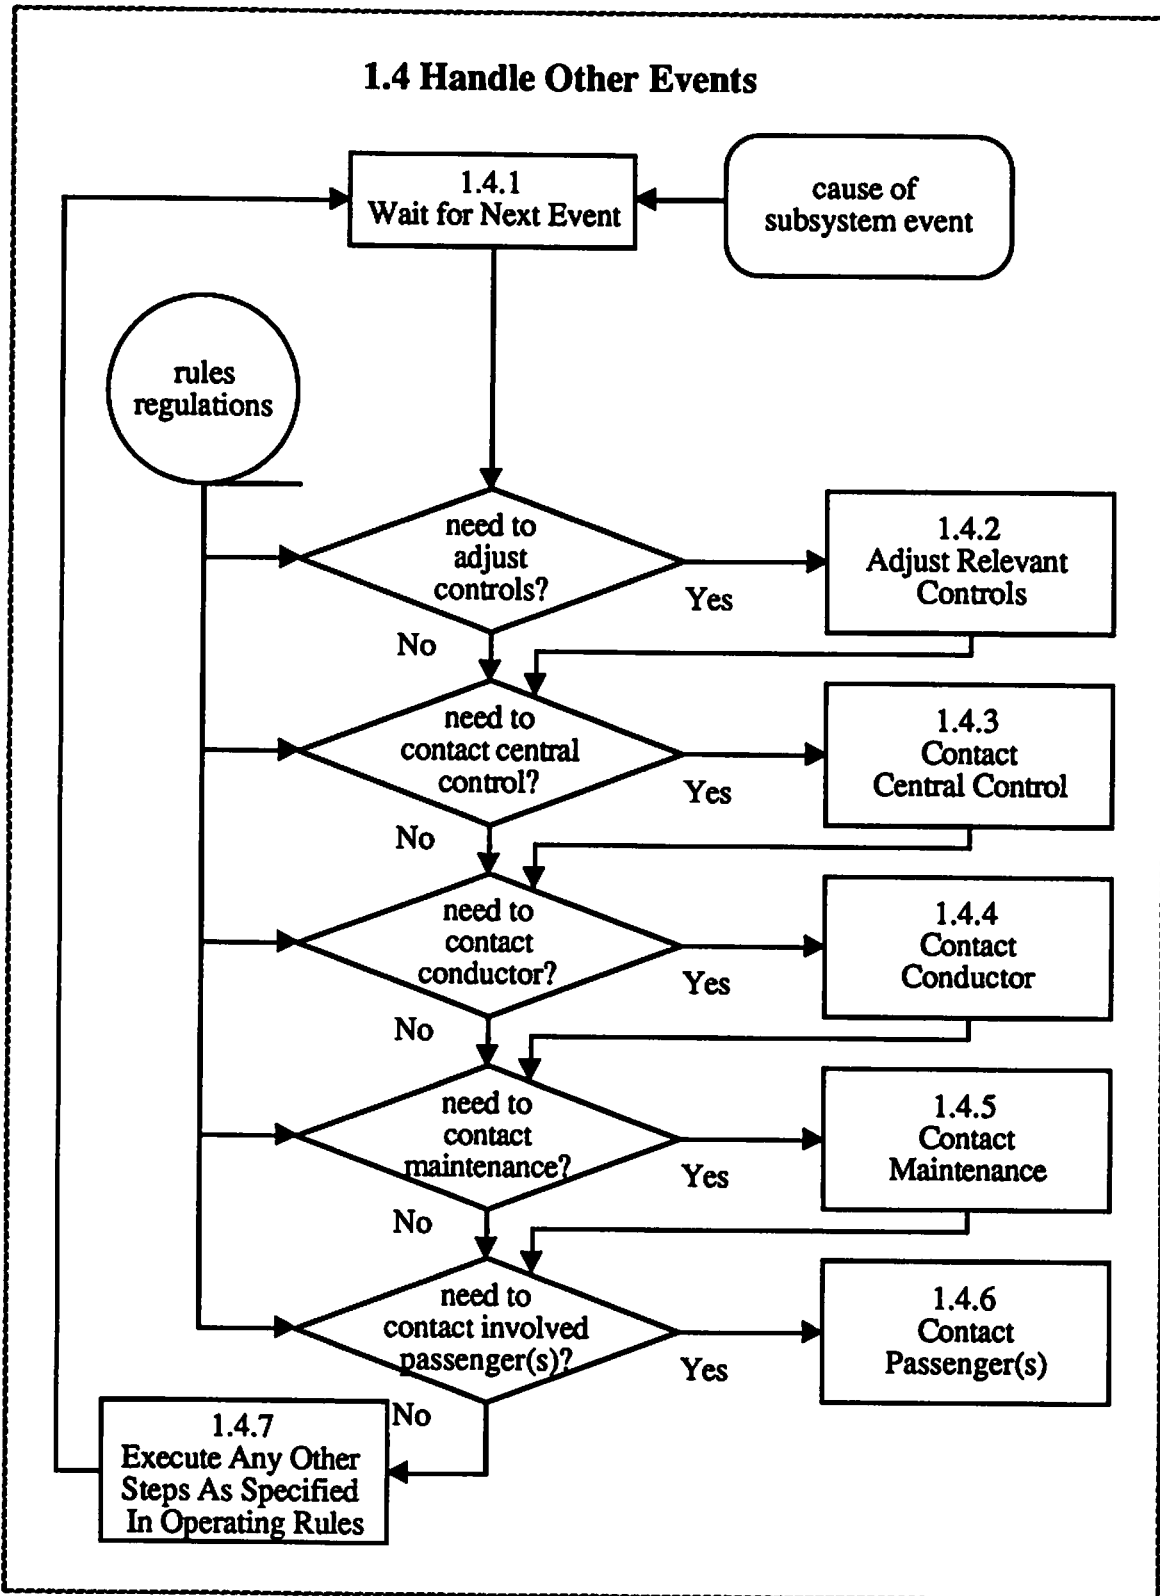 1.4 Handle Other Events
1.4.1
Wait for Next Event
cause of
subsystem event
rules
regulations
need to
adjust
controls?
Yes
No
1.4.2
Adjust Relevant
Controls
need to
contact central
control?
Yes
No
1.4.3
Contact
Central Control
need to
contact
conductor?
Yes
No
1.4.4
Contact
Conductor
need to
contact
maintenance?
Yes
No
1.4.5
Contact
Maintenance
need to
contact involved
passenger(s)?
Yes
No
1.4.6
Contact
Passenger(s)
1.4.7
Execute Any Other
Steps As Specified
In Operating Rules